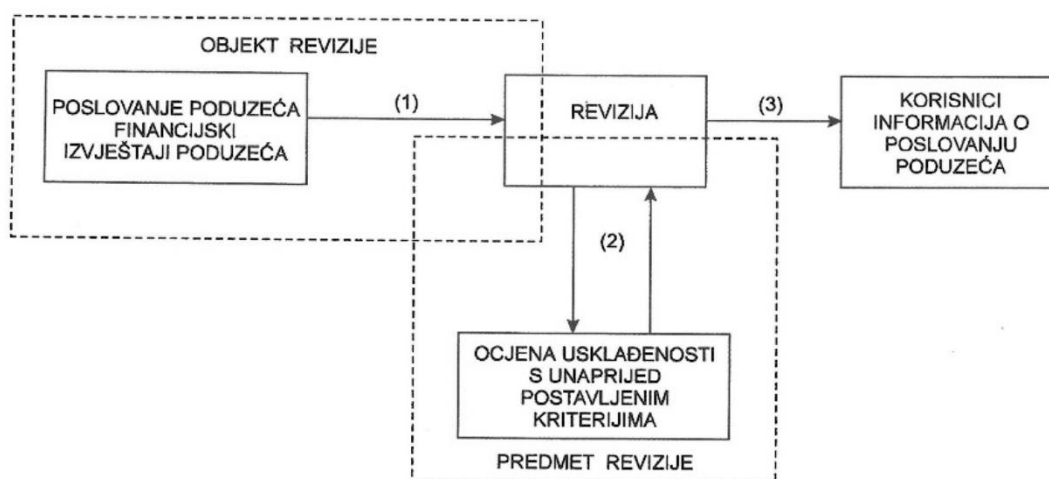 OBJEKT REVIZIJE
POSLOVANJE PODUZEĆA
FINANCIJSKI
IZVJEŠTAJI PODUZEĆA
(1)
REVIZIJA
(3)
KORISNICI
INFORMACIJA O
POSLOVANJU
PODUZEĆA
(2)
OCJENA USKLAĐENOSTI
S UNAPRIJED
POSTAVLJENIM
KRITERIJIMA
PREDMET REVIZIJE